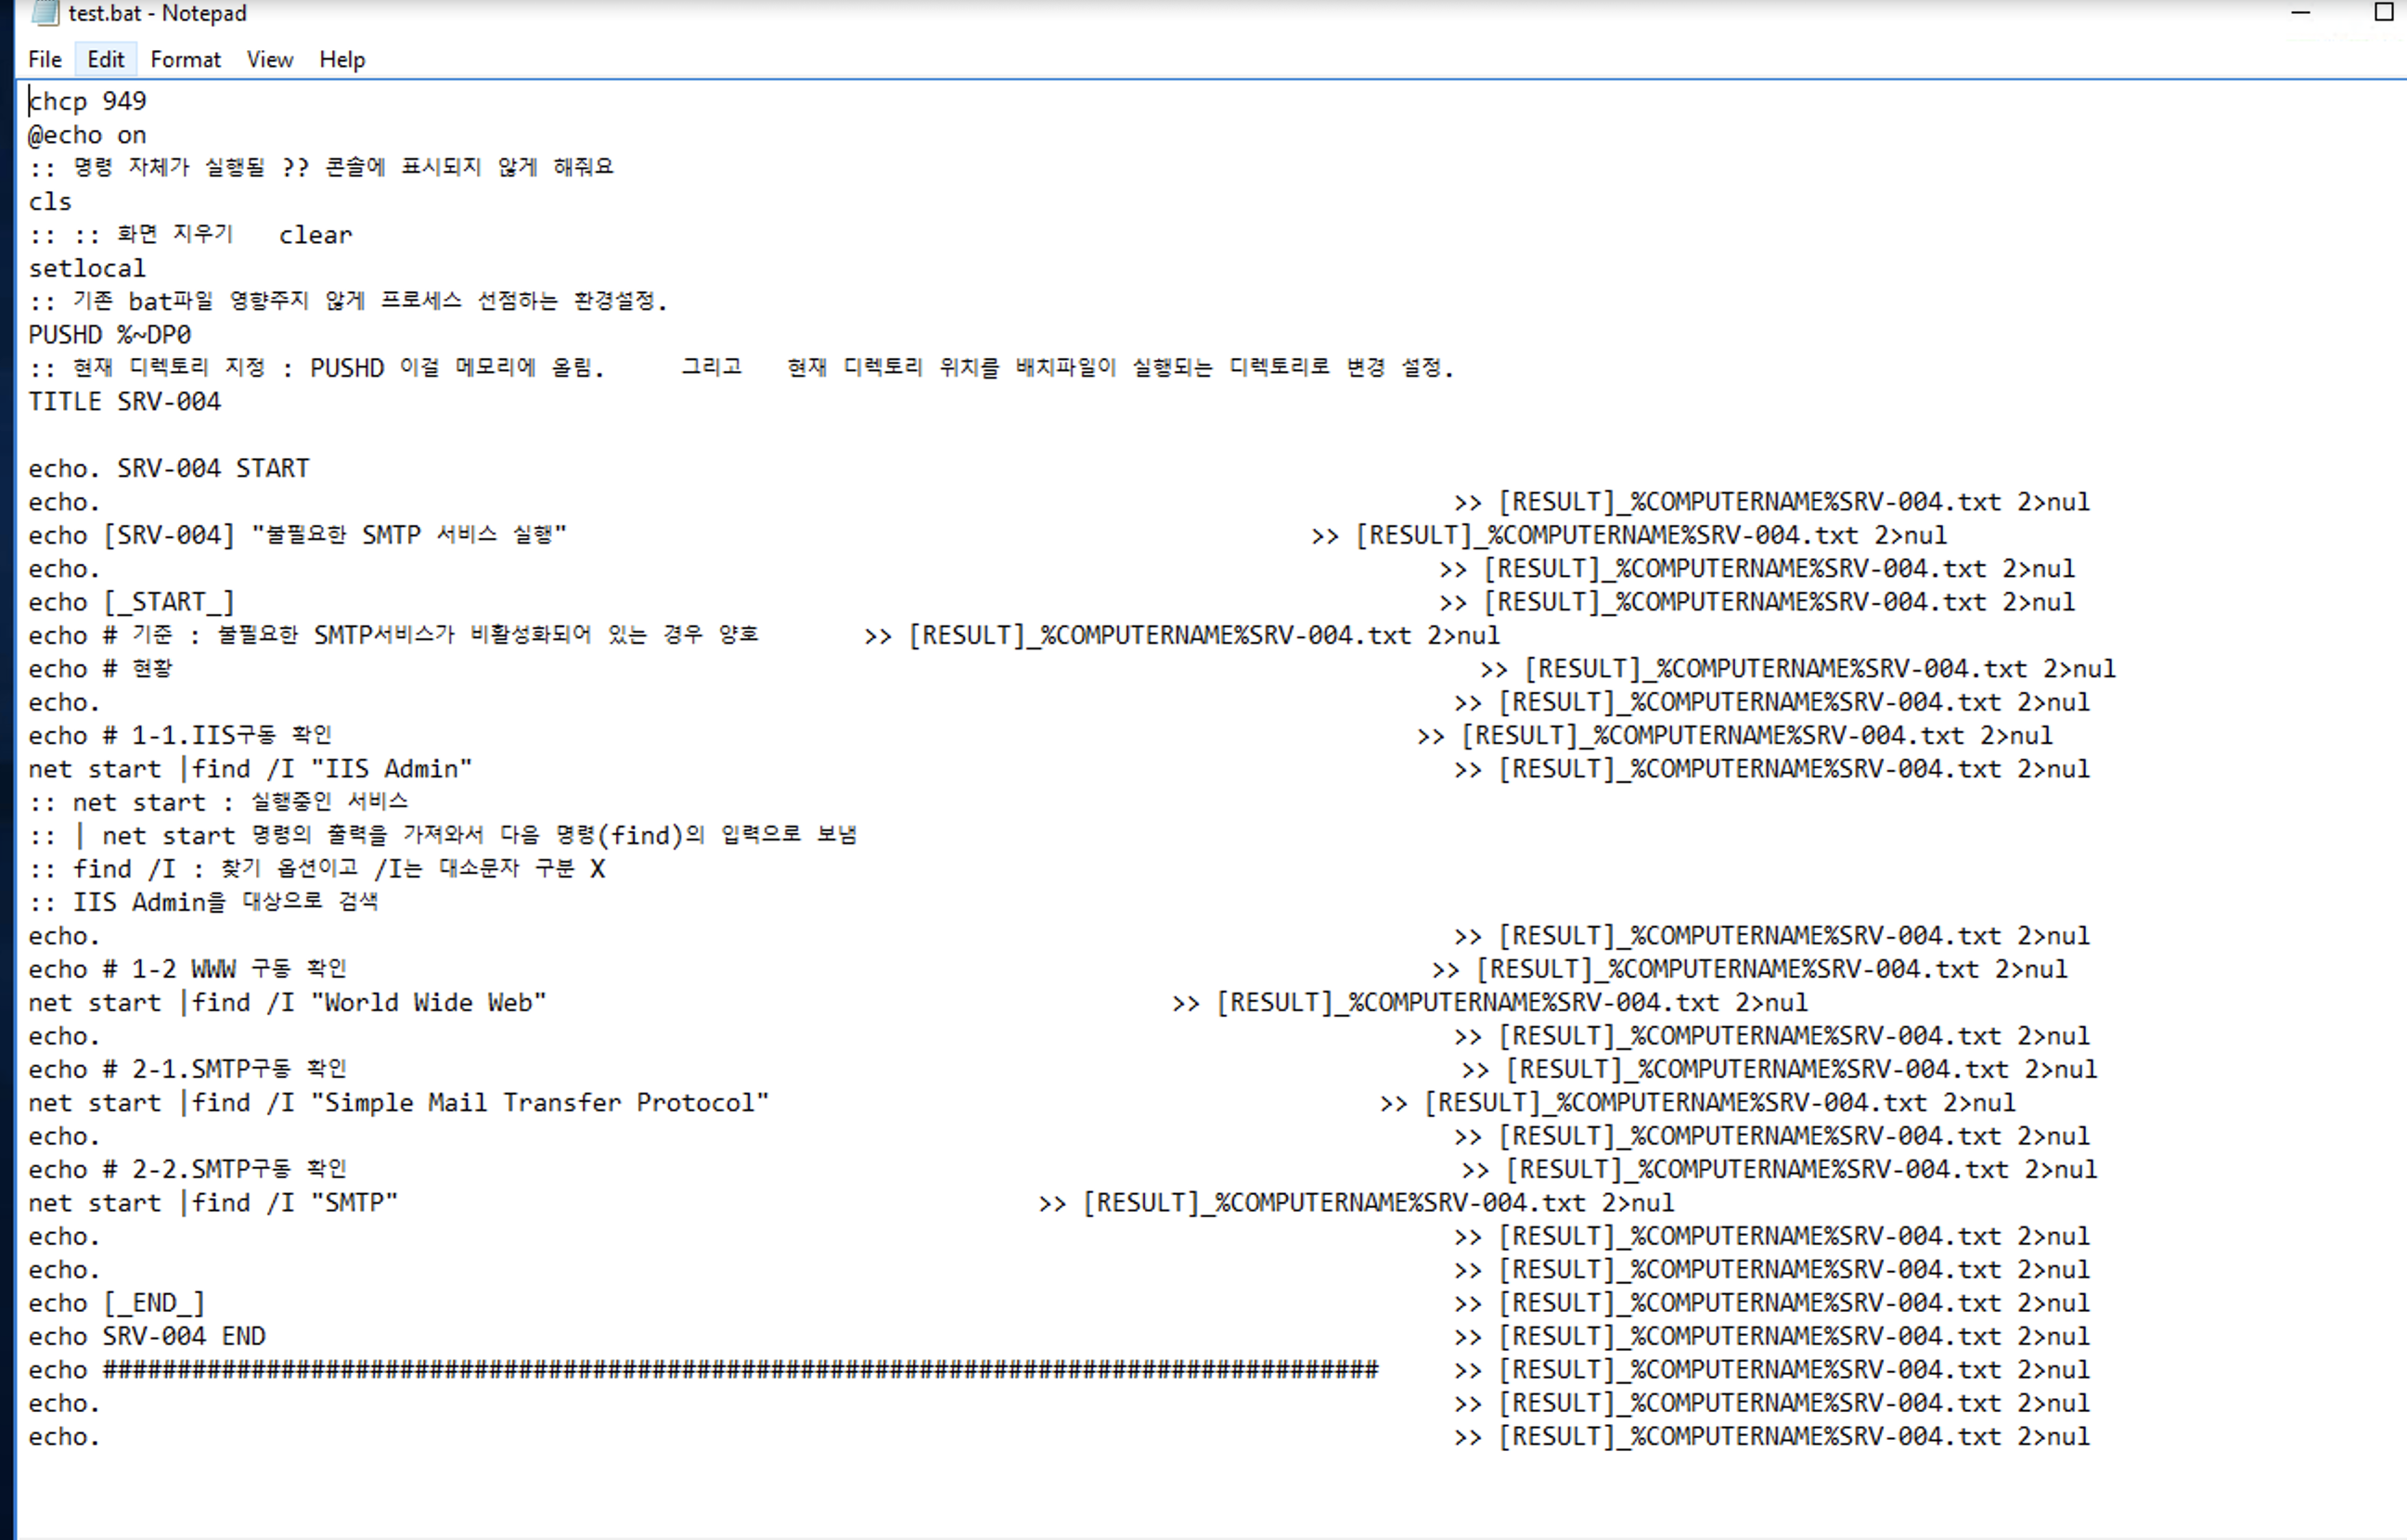 test.bat - Notepad
File Edit Format View Help
chcp 949
@echo on
:: 명령 자체가 실행될 ?? 콘솔에 표시되지 않게 해줘요
cls
:: :: 화면 지우기   clear
setlocal
:: 기존 bat파일 영향주지 않게 프로세스 선점하는 환경설정.
PUSHD %~DP0
:: 현재 디렉토리 지정 : PUSHD 이걸 메모리에 올림.     그리고   현재 디렉토리 위치를 배치파일이 실행되는 디렉토리로 변경 설정.
TITLE SRV-004
echo. SRV-004 START
echo. >> [RESULT]_%COMPUTERNAME%SRV-004.txt 2>nul
echo [SRV-004] "불필요한 SMTP 서비스 실행" >> [RESULT]_%COMPUTERNAME%SRV-004.txt 2>nul
echo. >> [RESULT]_%COMPUTERNAME%SRV-004.txt 2>nul
echo [_START_] >> [RESULT]_%COMPUTERNAME%SRV-004.txt 2>nul
echo # 기준 : 불필요한 SMTP서비스가 비활성화되어 있는 경우 양호 >> [RESULT]_%COMPUTERNAME%SRV-004.txt 2>nul
echo # 현황 >> [RESULT]_%COMPUTERNAME%SRV-004.txt 2>nul
echo. >> [RESULT]_%COMPUTERNAME%SRV-004.txt 2>nul
echo # 1-1.IIS구동 확인 >> [RESULT]_%COMPUTERNAME%SRV-004.txt 2>nul
net start |find /I "IIS Admin" >> [RESULT]_%COMPUTERNAME%SRV-004.txt 2>nul
:: net start : 실행중인 서비스
:: | net start 명령의 출력을 가져와서 다음 명령(find)의 입력으로 보냄
:: find /I : 찾기 옵션이고 /I는 대소문자 구분 X
:: IIS Admin을 대상으로 검색
echo. >> [RESULT]_%COMPUTERNAME%SRV-004.txt 2>nul
echo # 1-2 WWW 구동 확인 >> [RESULT]_%COMPUTERNAME%SRV-004.txt 2>nul
net start |find /I "World Wide Web" >> [RESULT]_%COMPUTERNAME%SRV-004.txt 2>nul
echo. >> [RESULT]_%COMPUTERNAME%SRV-004.txt 2>nul
echo # 2-1.SMTP구동 확인 >> [RESULT]_%COMPUTERNAME%SRV-004.txt 2>nul
net start |find /I "Simple Mail Transfer Protocol" >> [RESULT]_%COMPUTERNAME%SRV-004.txt 2>nul
echo. >> [RESULT]_%COMPUTERNAME%SRV-004.txt 2>nul
echo # 2-2.SMTP구동 확인 >> [RESULT]_%COMPUTERNAME%SRV-004.txt 2>nul
net start |find /I "SMTP" >> [RESULT]_%COMPUTERNAME%SRV-004.txt 2>nul
echo. >> [RESULT]_%COMPUTERNAME%SRV-004.txt 2>nul
echo. >> [RESULT]_%COMPUTERNAME%SRV-004.txt 2>nul
echo [_END_] >> [RESULT]_%COMPUTERNAME%SRV-004.txt 2>nul
echo SRV-004 END >> [RESULT]_%COMPUTERNAME%SRV-004.txt 2>nul
echo ###################################################################################### >> [RESULT]_%COMPUTERNAME%SRV-004.txt 2>nul
echo. >> [RESULT]_%COMPUTERNAME%SRV-004.txt 2>nul
echo. >> [RESULT]_%COMPUTERNAME%SRV-004.txt 2>nul